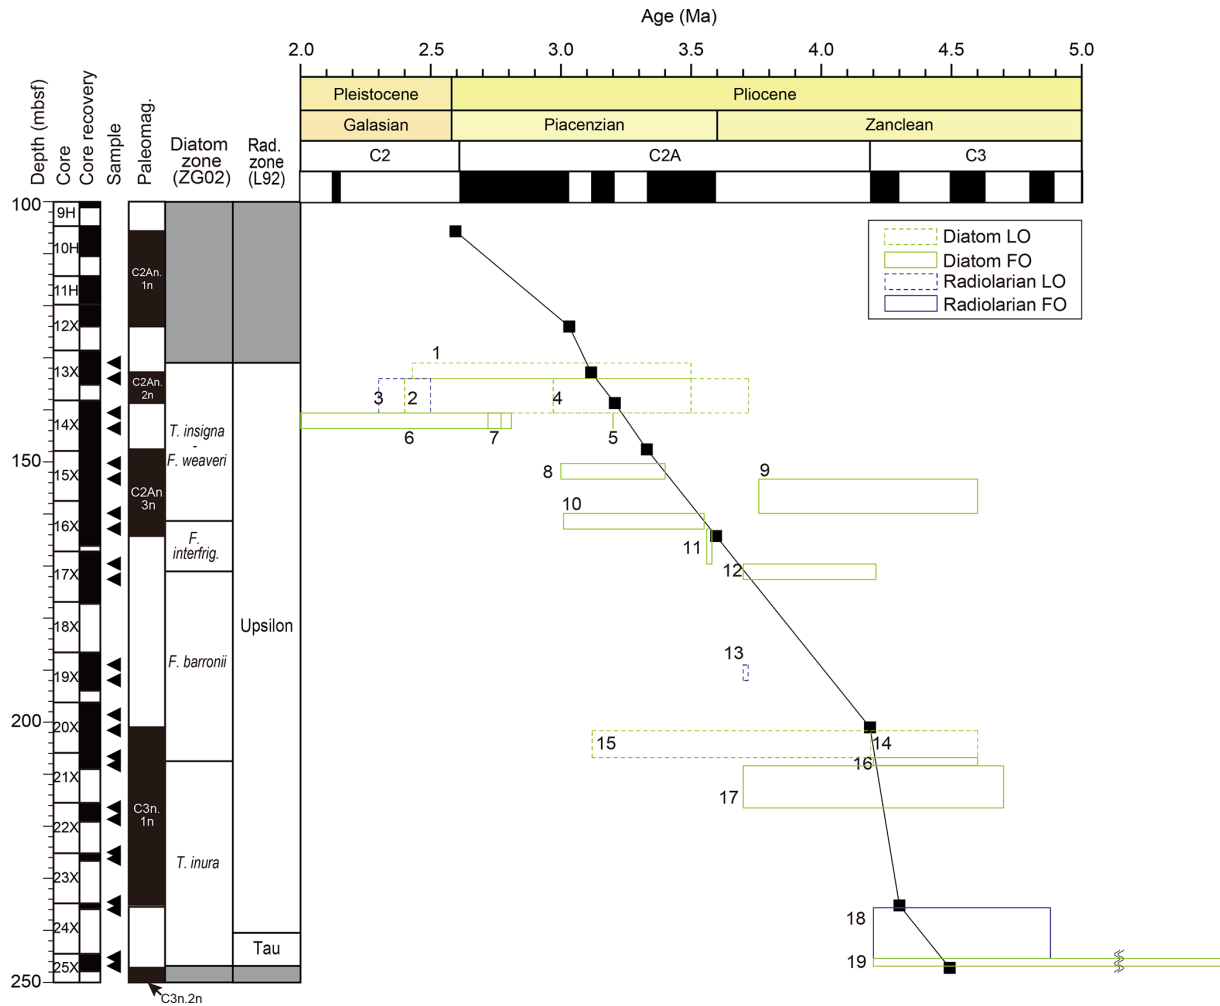 Age (Ma)
2.0 2.5 3.0 3.5 4.0 4.5 5.0
Pleistocene Pliocene
Galasian Piacenzian Zanclean
C2 C2A C3
Depth (mbsf)
Core
Core recovery
Sample
Paleomag.
Diatom
zone
(ZG02)
Rad.
zone
(L92)
100
150
200
250
9H
10H
11H
12X
13X
14X
15X
16X
17X
18X
19X
20X
21X
22X
23X
24X
25X
C2An.
1n
C2An.
2n
C2An
3n
C3n.
1n
C3n.2n
T. insigna
-
F. weaveri
F.
interfrig.
F. barronii
T. inura
Upsilon
Tau
Diatom LO
Diatom FO
Radiolarian LO
Radiolarian FO
1
3 2 4
6 7 5
8 9
10
11
12
13
15 14
16
17
18
19